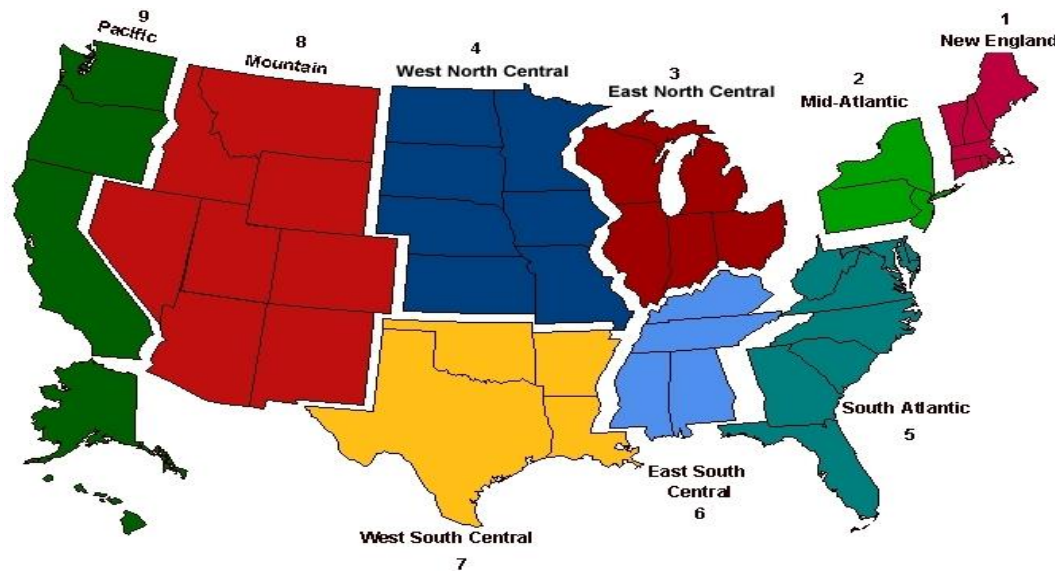 9
Pacific
8
Mountain
4
West North Central
3
East North Central
2
Mid-Atlantic
1
New England
South Atlantic
5
East South
Central
6
West South Central
7